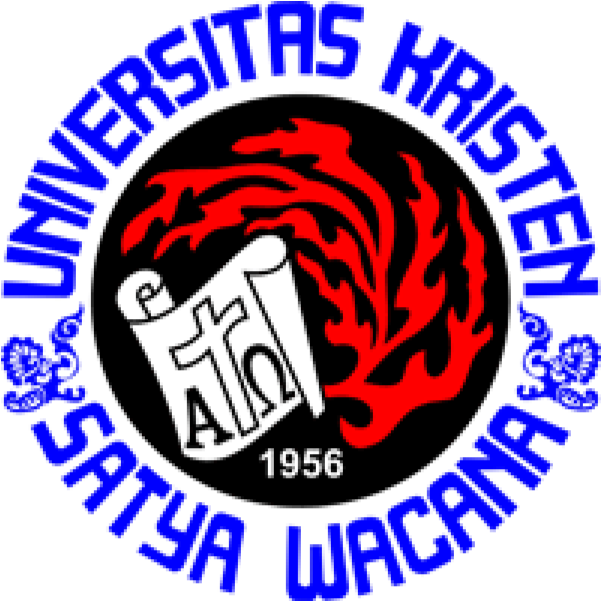 UNIVERSITAS KRISTEN
SATYA WACANA
Α Ω
1956